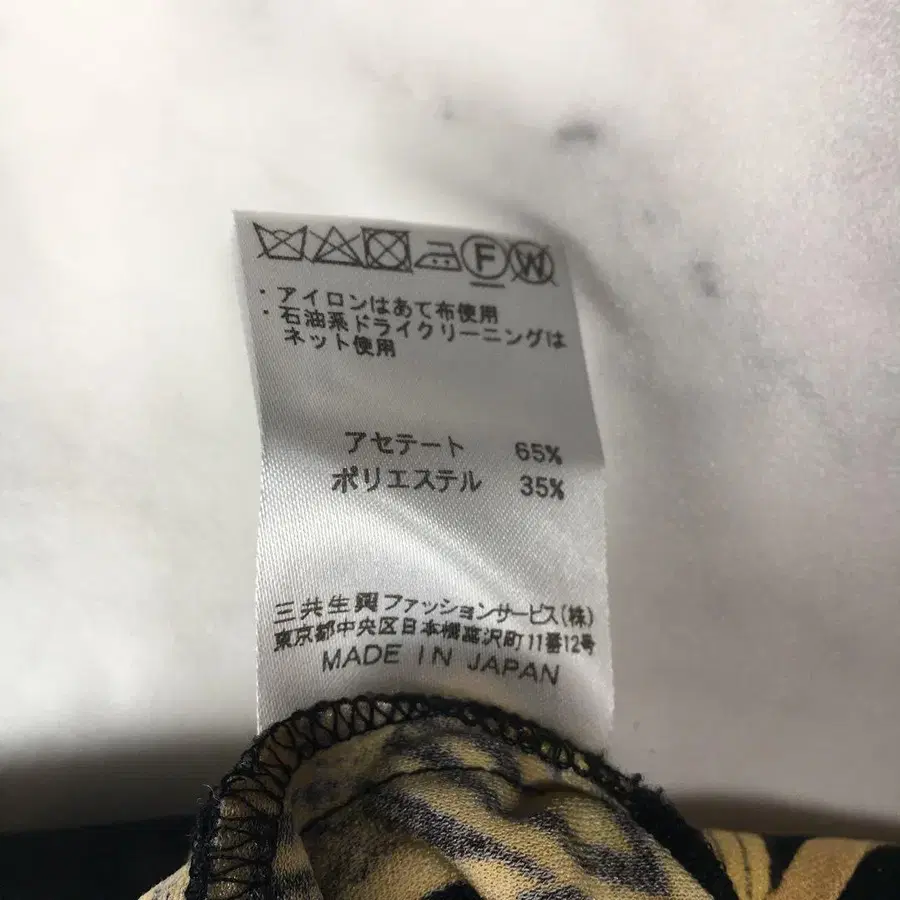 F W
・アイロンはあて布使用
・石油系ドライクリーニングは
ネット使用
アセテート 65%
ポリエステル 35%
三共生興ファッションサービス(株)
東京都中央区日本橋富沢町11番12号
MADE IN JAPAN